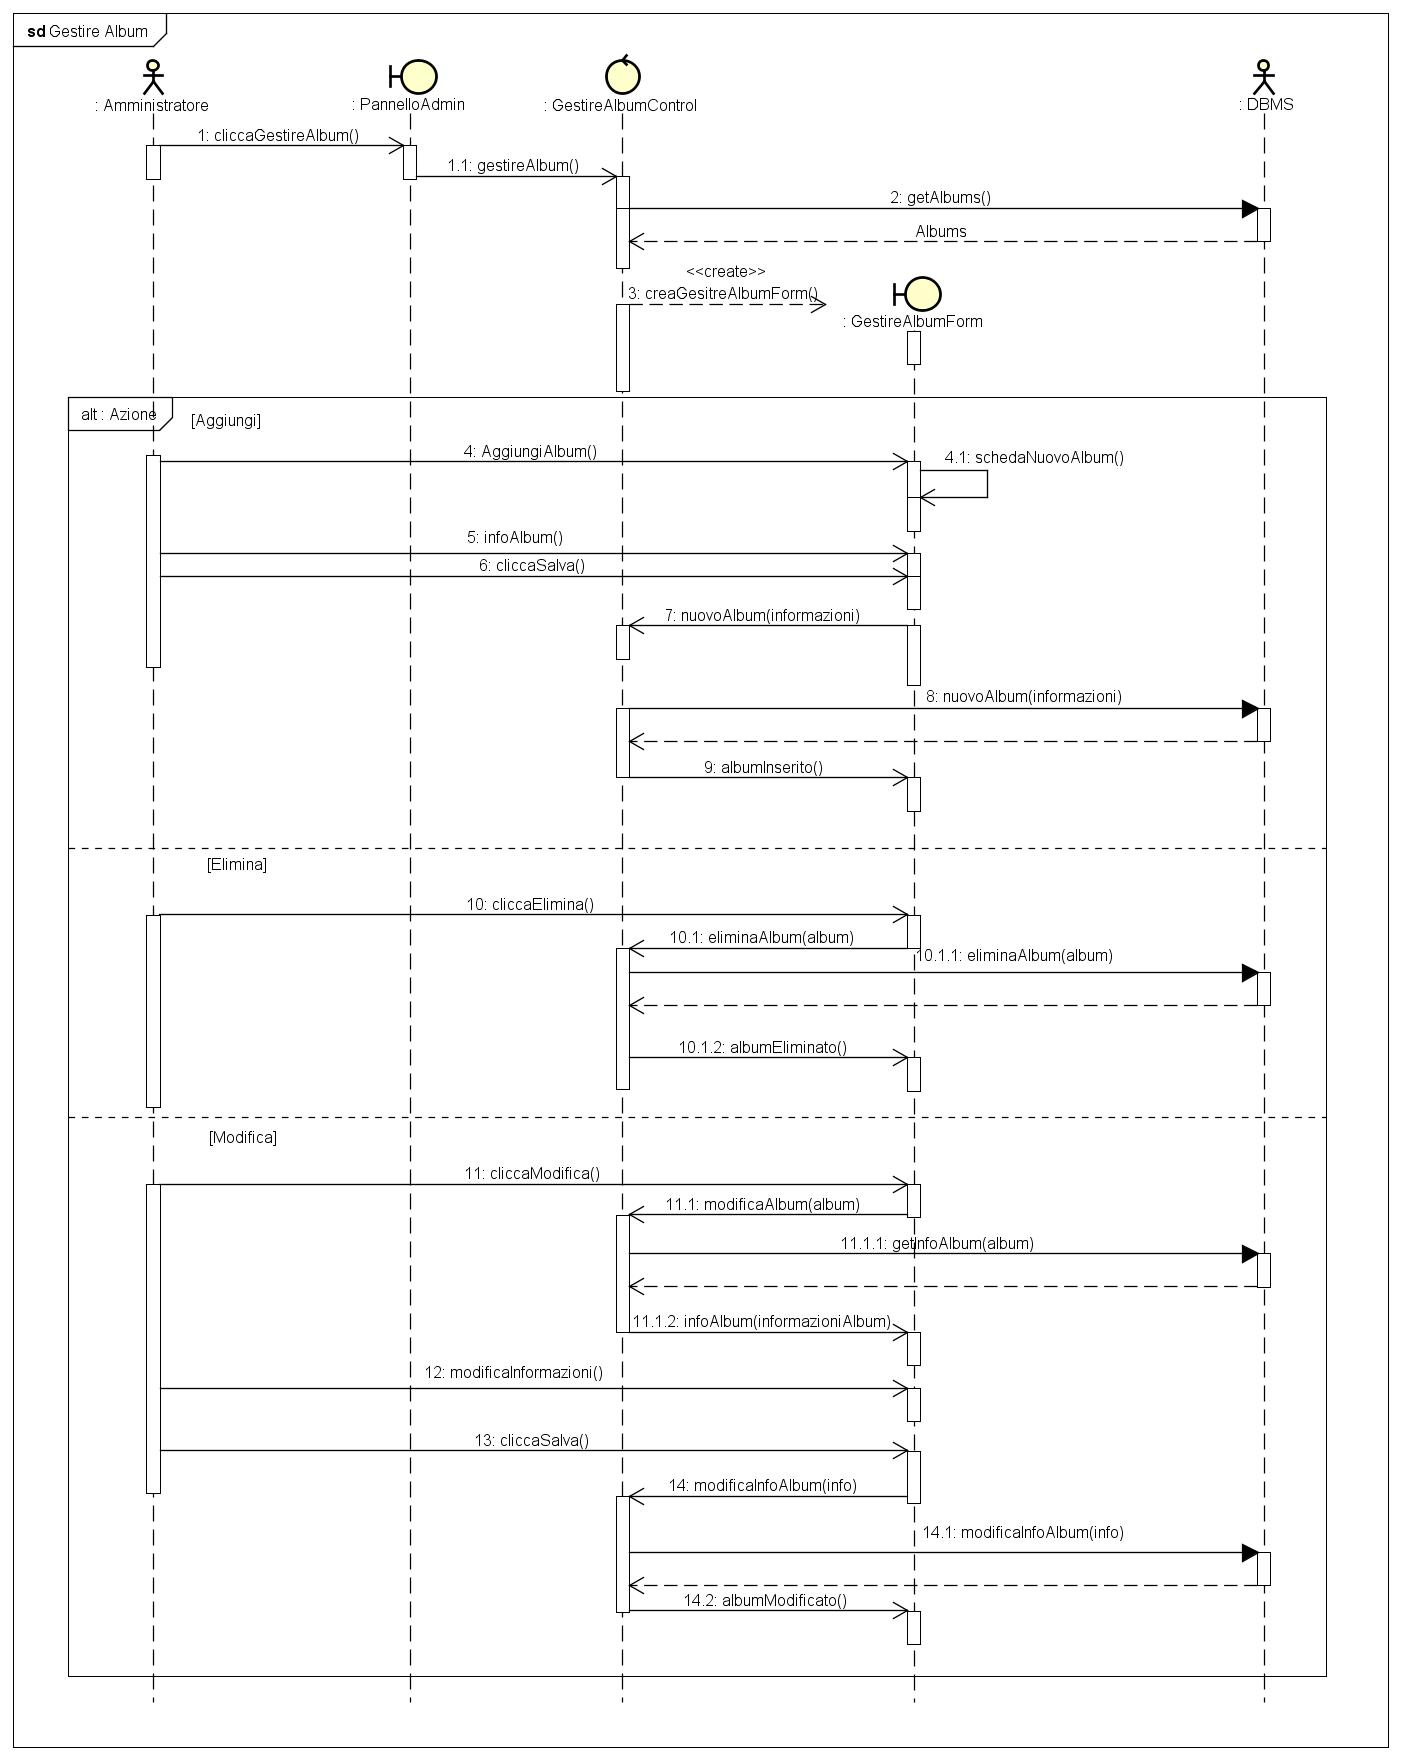 sd Gestire Album
: Amministratore
: PannelloAdmin
: GestireAlbumControl
: DBMS
1: cliccaGestireAlbum()
1.1: gestireAlbum()
2: getAlbums()
Albums
<<create>>
3: creaGesitreAlbumForm()
: GestireAlbumForm
alt : Azione
[Aggiungi]
4: AggiungiAlbum()
4.1: schedaNuovoAlbum()
5: infoAlbum()
6: cliccaSalva()
7: nuovoAlbum(informazioni)
8: nuovoAlbum(informazioni)
9: albumInserito()
[Elimina]
10: cliccaElimina()
10.1: eliminaAlbum(album)
10.1.1: eliminaAlbum(album)
10.1.2: albumEliminato()
[Modifica]
11: cliccaModifica()
11.1: modificaAlbum(album)
11.1.1: getInfoAlbum(album)
11.1.2: infoAlbum(informazioniAlbum)
12: modificaInformazioni()
13: cliccaSalva()
14: modificaInfoAlbum(info)
14.1: modificaInfoAlbum(info)
14.2: albumModificato()